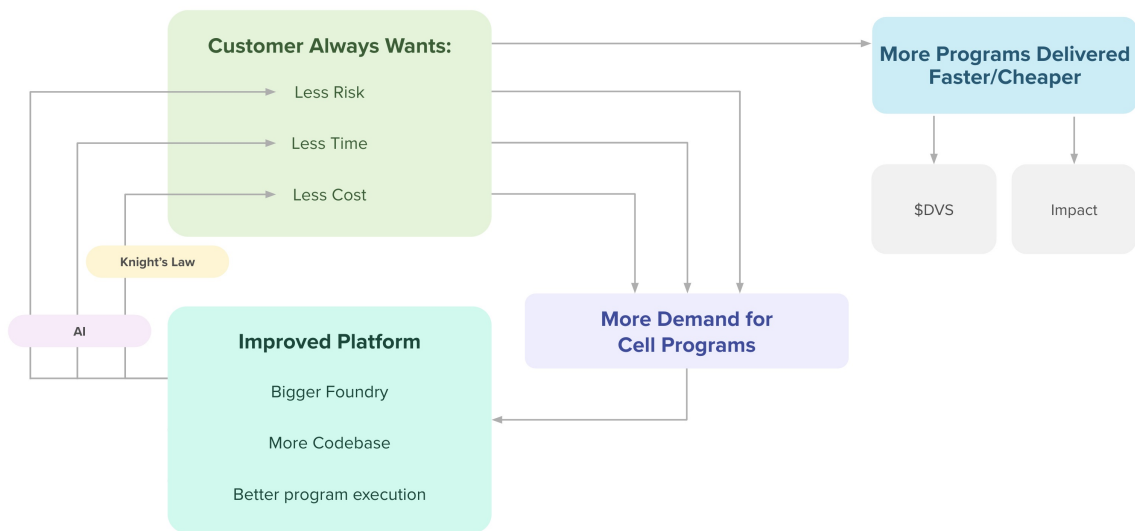 Customer Always Wants:
Less Risk
Less Time
Less Cost
More Programs Delivered
Faster/Cheaper
$DVS
Impact
Knight's Law
AI
More Demand for
Cell Programs
Improved Platform
Bigger Foundry
More Codebase
Better program execution